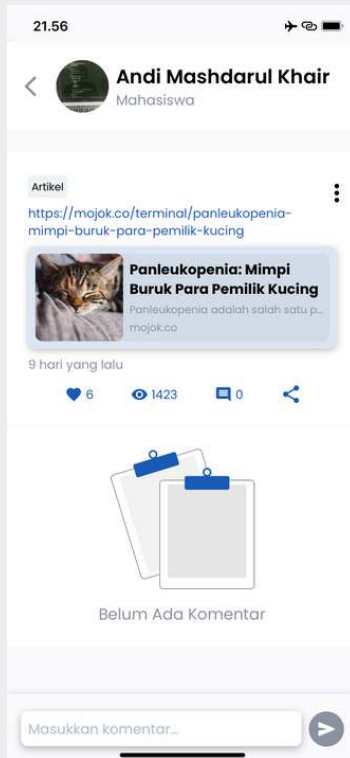 21.56
Andi Mashdarul Khair
Mahasiswa
Artikel
https://mojok.co/terminal/panleukopenia-
mimpi-buruk-para-pemilik-kucing
Panleukopenia: Mimpi
Buruk Para Pemilik Kucing
Panleukopenia adalah salah satu p...
mojok.co
9 hari yang lalu
6 1423 0
Belum Ada Komentar
Masukkan komentar...